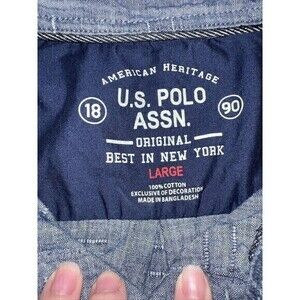 AMERICAN HERITAGE
18
U.S. POLO
ASSN.
90
ORIGINAL
BEST IN NEW YORK
LARGE
100% COTTON
EXCLUSIVE OF DECORATION
MADE IN BANGLADESH